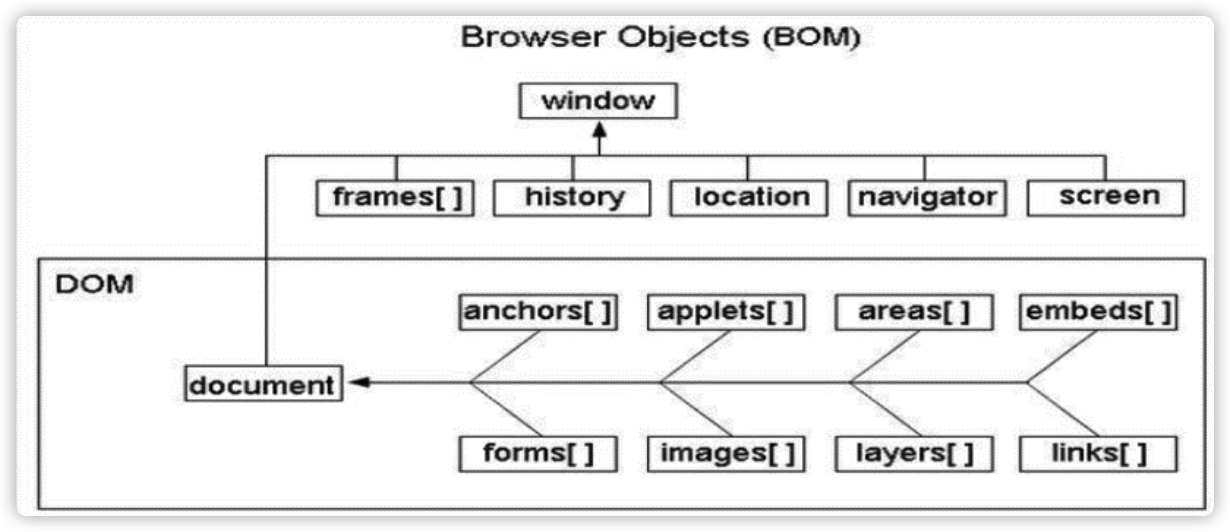 Browser Objects (BOM)
window
frames[ ] history location navigator screen
DOM
anchors[ ] applets[ ] areas[ ] embeds[ ]
document
forms[ ] images[ ] layers[ ] links[ ]